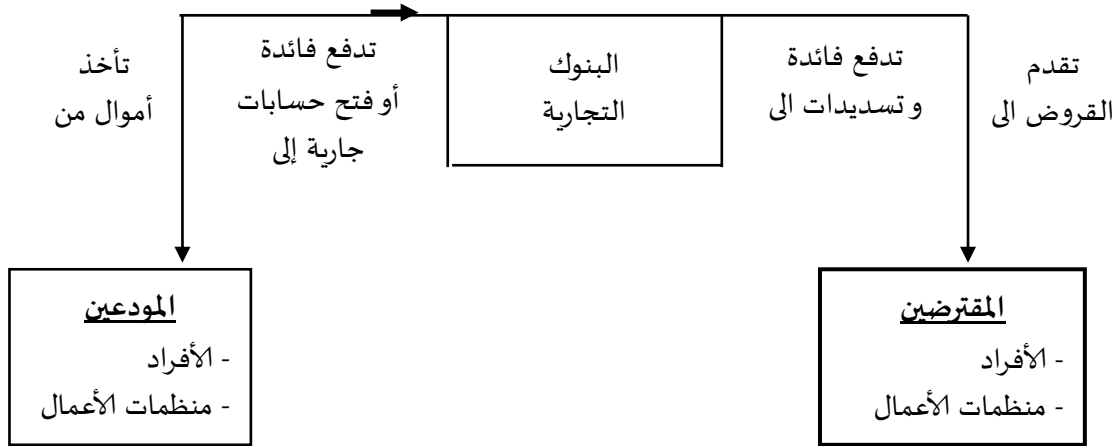 تقدم
القروض الى
تدفع فائدة
وتسديدات الى
البنوك
التجارية
تدفع فائدة
أو فتح حسابات
جارية إلى
تأخذ
أموال من
المقترضين
- الأفراد
- منظمات الأعمال
المودعين
- الأفراد
- منظمات الأعمال